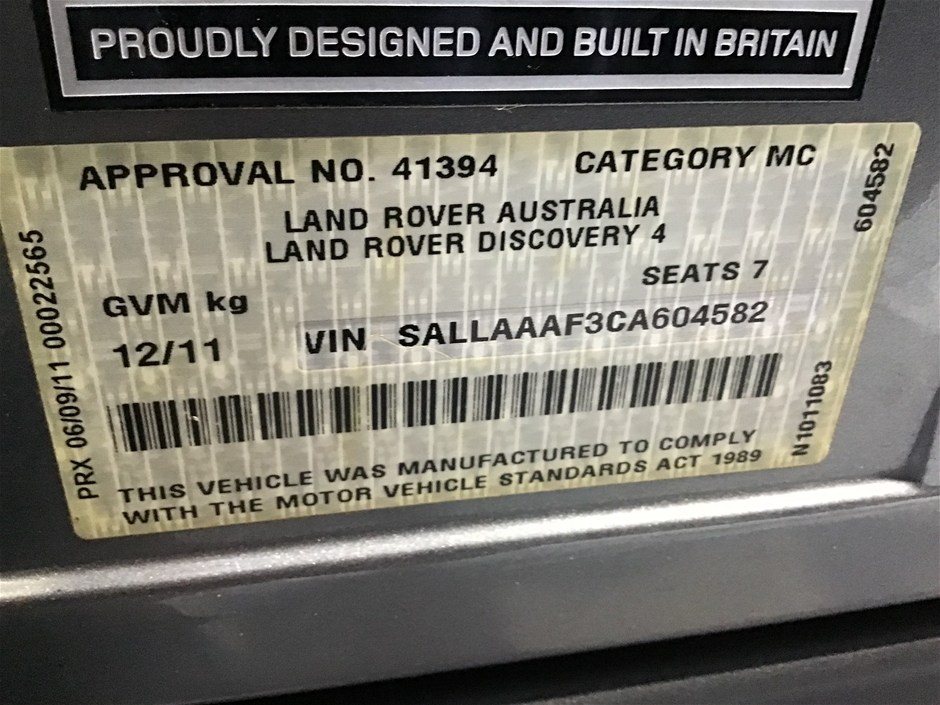 PROUDLY DESIGNED AND BUILT IN BRITAIN
APPROVAL NO. 41394 CATEGORY MC
LAND ROVER AUSTRALIA
LAND ROVER DISCOVERY 4
SEATS 7
GVM kg
12/11 VIN SALLAAAF3CA604582
THIS VEHICLE WAS MANUFACTURED TO COMPLY
WITH THE MOTOR VEHICLE STANDARDS ACT 1989
PRX 06/09/11 00022565
604582
N1011083